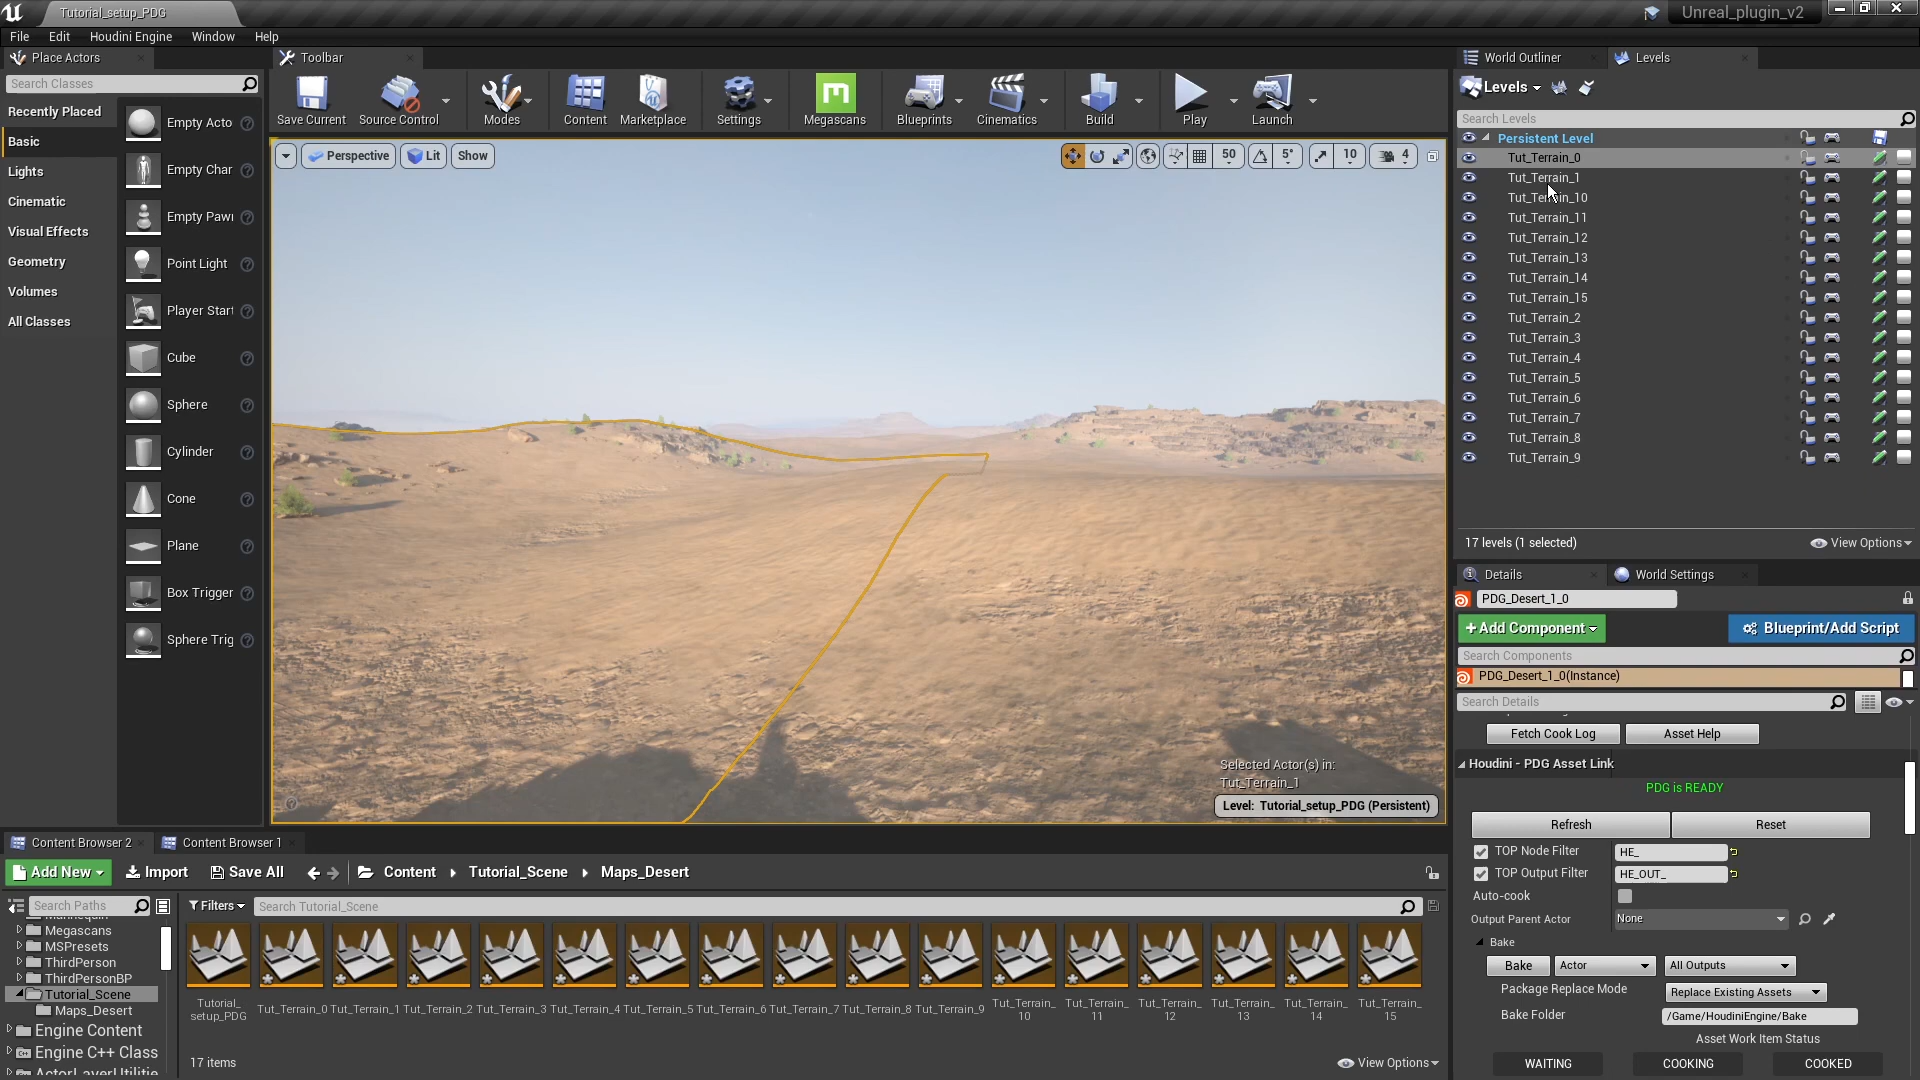 Tutorial_setup_PDG
Unreal_plugin_v2
File Edit Houdini Engine Window Help
Place Actors
Search Classes
Recently Placed
Basic
Lights
Cinematic
Visual Effects
Geometry
Volumes
All Classes
Empty Acto
Empty Char
Empty Pawn
Point Light
Player Start
Cube
Sphere
Cylinder
Cone
Plane
Box Trigger
Sphere Trig
Toolbar
Save Current
Source Control
Modes
Content
Marketplace
Settings
Megascans
Blueprints
Cinematics
Build
Play
Launch
Perspective Lit Show
50 5° 10 4
Selected Actor(s) in:
Tut_Terrain_1
Level: Tutorial_setup_PDG (Persistent)
World Outliner
Levels
Levels
Search Levels
Persistent Level
Tut_Terrain_0
Tut_Terrain_1
Tut_Terrain_10
Tut_Terrain_11
Tut_Terrain_12
Tut_Terrain_13
Tut_Terrain_14
Tut_Terrain_15
Tut_Terrain_2
Tut_Terrain_3
Tut_Terrain_4
Tut_Terrain_5
Tut_Terrain_6
Tut_Terrain_7
Tut_Terrain_8
Tut_Terrain_9
17 levels (1 selected)
View Options
Details
World Settings
PDG_Desert_1_0
+Add Component
Blueprint/Add Script
Search Components
PDG_Desert_1_0(Instance)
Search Details
Fetch Cook Log
Asset Help
Houdini - PDG Asset Link
PDG is READY
Refresh
Reset
TOP Node Filter HE_
TOP Output Filter HE_OUT_
Auto-cook
Output Parent Actor None
Bake
Bake Actor All Outputs
Package Replace Mode Replace Existing Assets
Bake Folder /Game/HoudiniEngine/Bake
Asset Work Item Status
WAITING COOKING COOKED
Content Browser 2
Content Browser 1
Add New
Import
Save All
Content Tutorial_Scene Maps_Desert
Search Paths
Megascans
MSPresets
ThirdPerson
ThirdPersonBP
Tutorial_Scene
Maps_Desert
Engine Content
Engine C++ Class
ActorLayerUtilitie
Filters
Search Tutorial_Scene
Tutorial_
setup_PDG
Tut_Terrain_0
Tut_Terrain_1
Tut_Terrain_2
Tut_Terrain_3
Tut_Terrain_4
Tut_Terrain_5
Tut_Terrain_6
Tut_Terrain_7
Tut_Terrain_8
Tut_Terrain_9
Tut_Terrain_
10
Tut_Terrain_
11
Tut_Terrain_
12
Tut_Terrain_
13
Tut_Terrain_
14
Tut_Terrain_
15
17 items
View Options